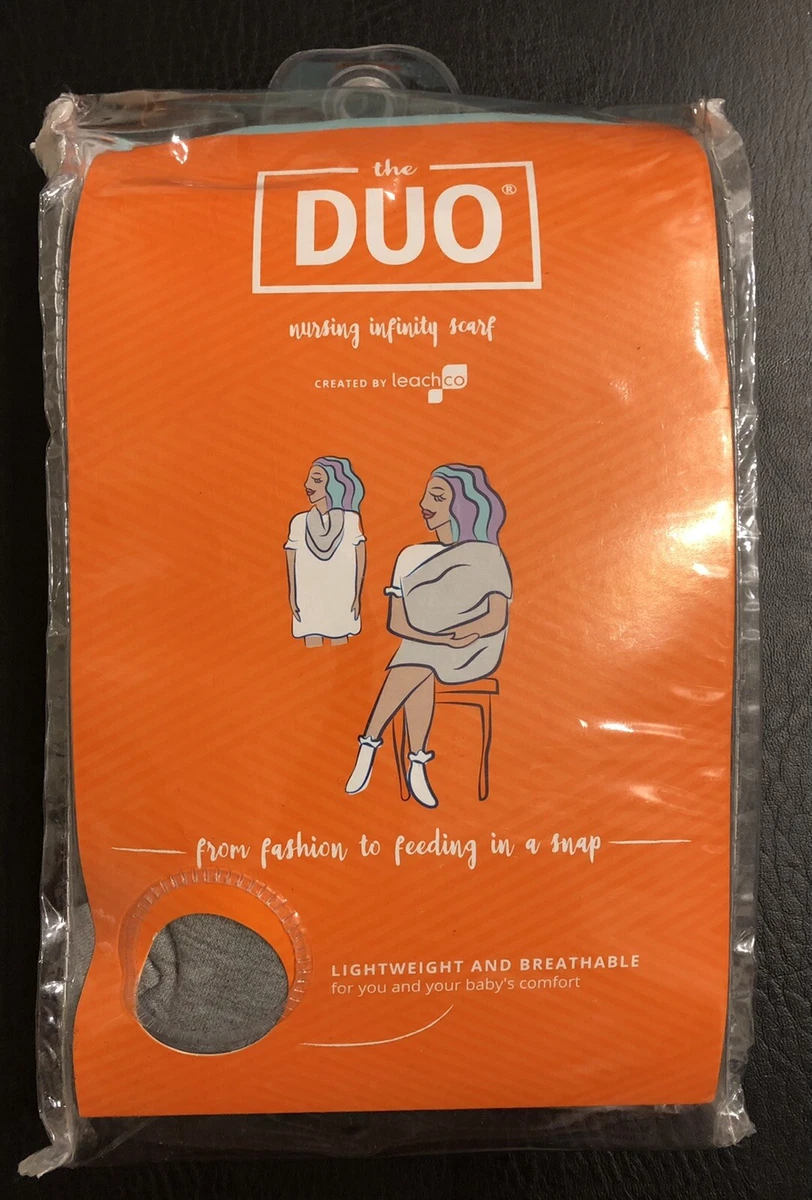 the
DUO®
nursing infinity scarf
CREATED BY leachco
from fashion to feeding in a snap
LIGHTWEIGHT AND BREATHABLE
for you and your baby's comfort